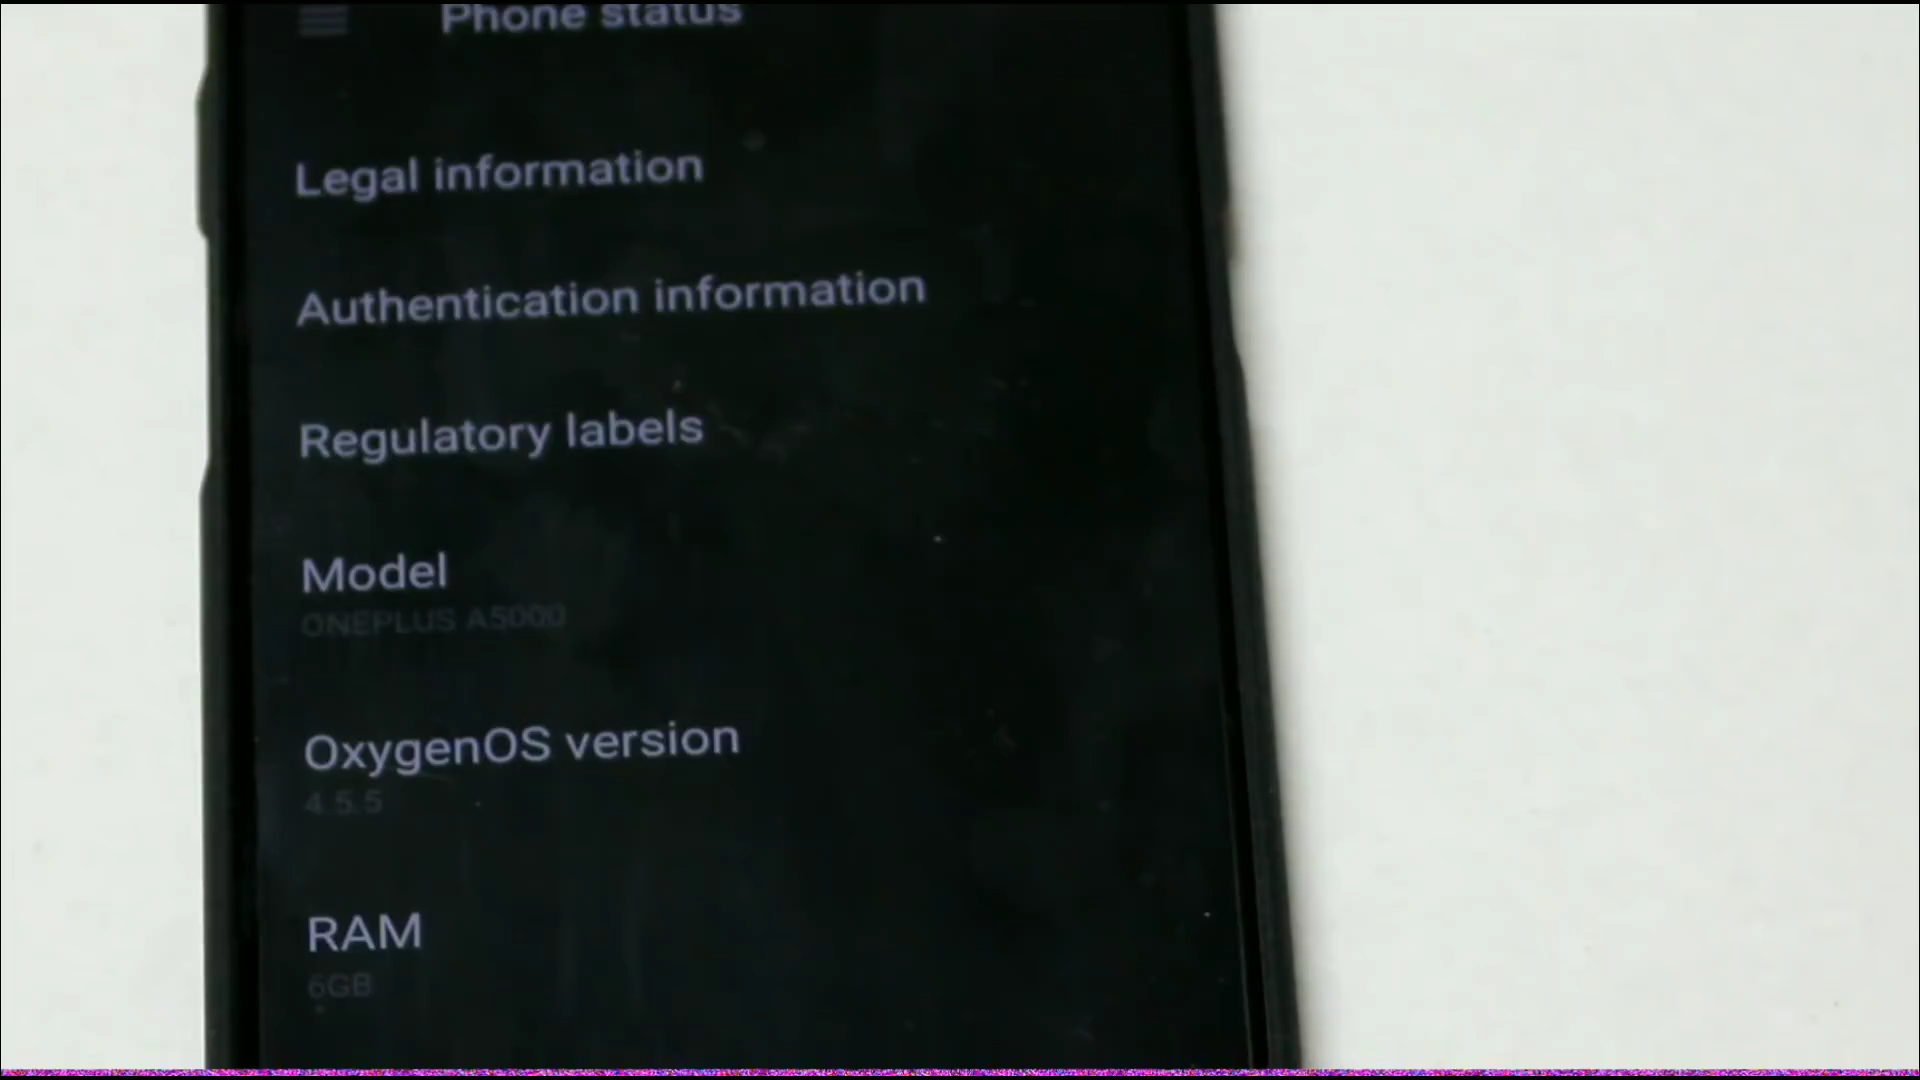 Phone status
Legal information
Authentication information
Regulatory labels
Model
ONEPLUS A5000
OxygenOS version
4.5.5
RAM
6GB